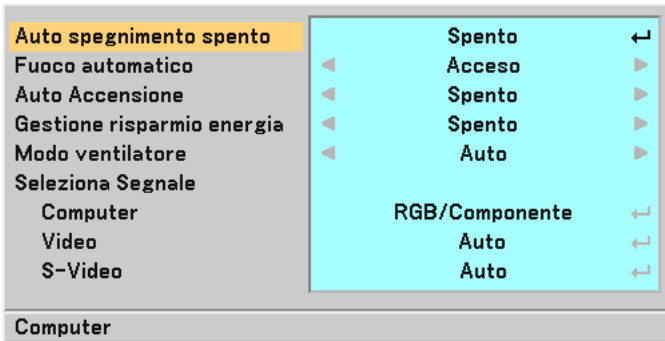 Auto spegnimento spento Spento
Fuoco automatico Acceso
Auto Accensione Spento
Gestione risparmio energia Spento
Modo ventilatore Auto
Seleziona Segnale
Computer RGB/Componente
Video Auto
S-Video Auto
Computer